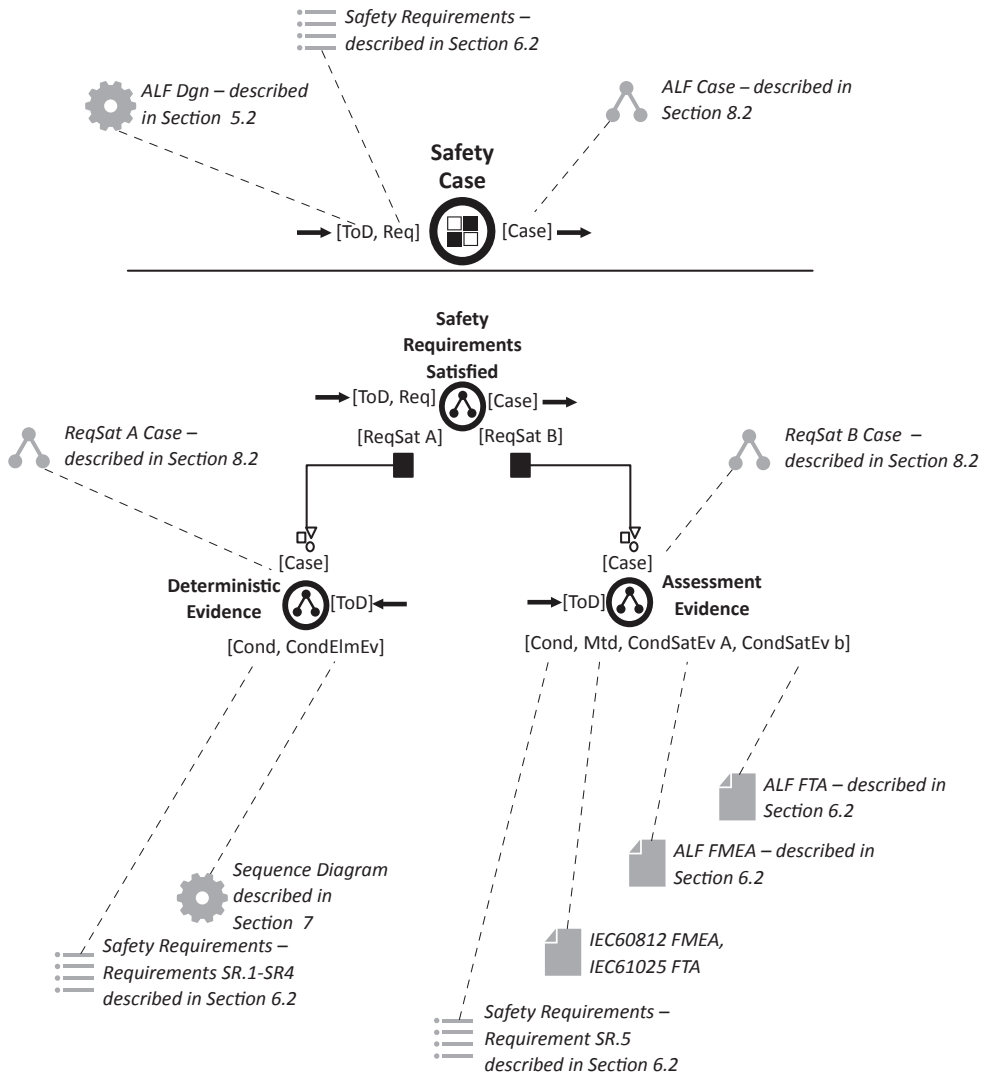 Safety Requirements –
described in Section 6.2
ALF Dgn – described
in Section 5.2
ALF Case – described in
Section 8.2
Safety
Case
[ToD, Req]
[Case]
Safety
Requirements
Satisfied
[ToD, Req]
[Case]
[ReqSat A]
[ReqSat B]
ReqSat A Case –
described in Section 8.2
ReqSat B Case –
described in Section 8.2
[Case]
Deterministic
Evidence
[ToD]
[Cond, CondElmEv]
[Case]
[ToD]
Assessment
Evidence
[Cond, Mtd, CondSatEv A, CondSatEv b]
ALF FTA – described in
Section 6.2
ALF FMEA – described in
Section 6.2
Sequence Diagram
described in
Section 7
IEC60812 FMEA,
IEC61025 FTA
Safety Requirements –
Requirements SR.1-SR4
described in Section 6.2
Safety Requirements –
Requirement SR.5
described in Section 6.2